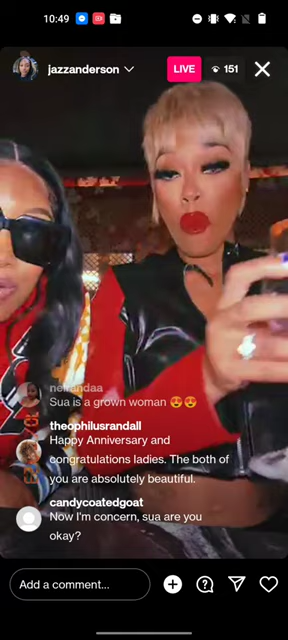 10:49
jazzanderson
LIVE
151
neirandaa
Sua is a grown woman 😍😍
theophilusrandall
Happy Anniversary and
congratulations ladies. The both of
you are absolutely beautiful.
candycoatedgoat
Now I'm concern, sua are you
okay?
Add a comment...